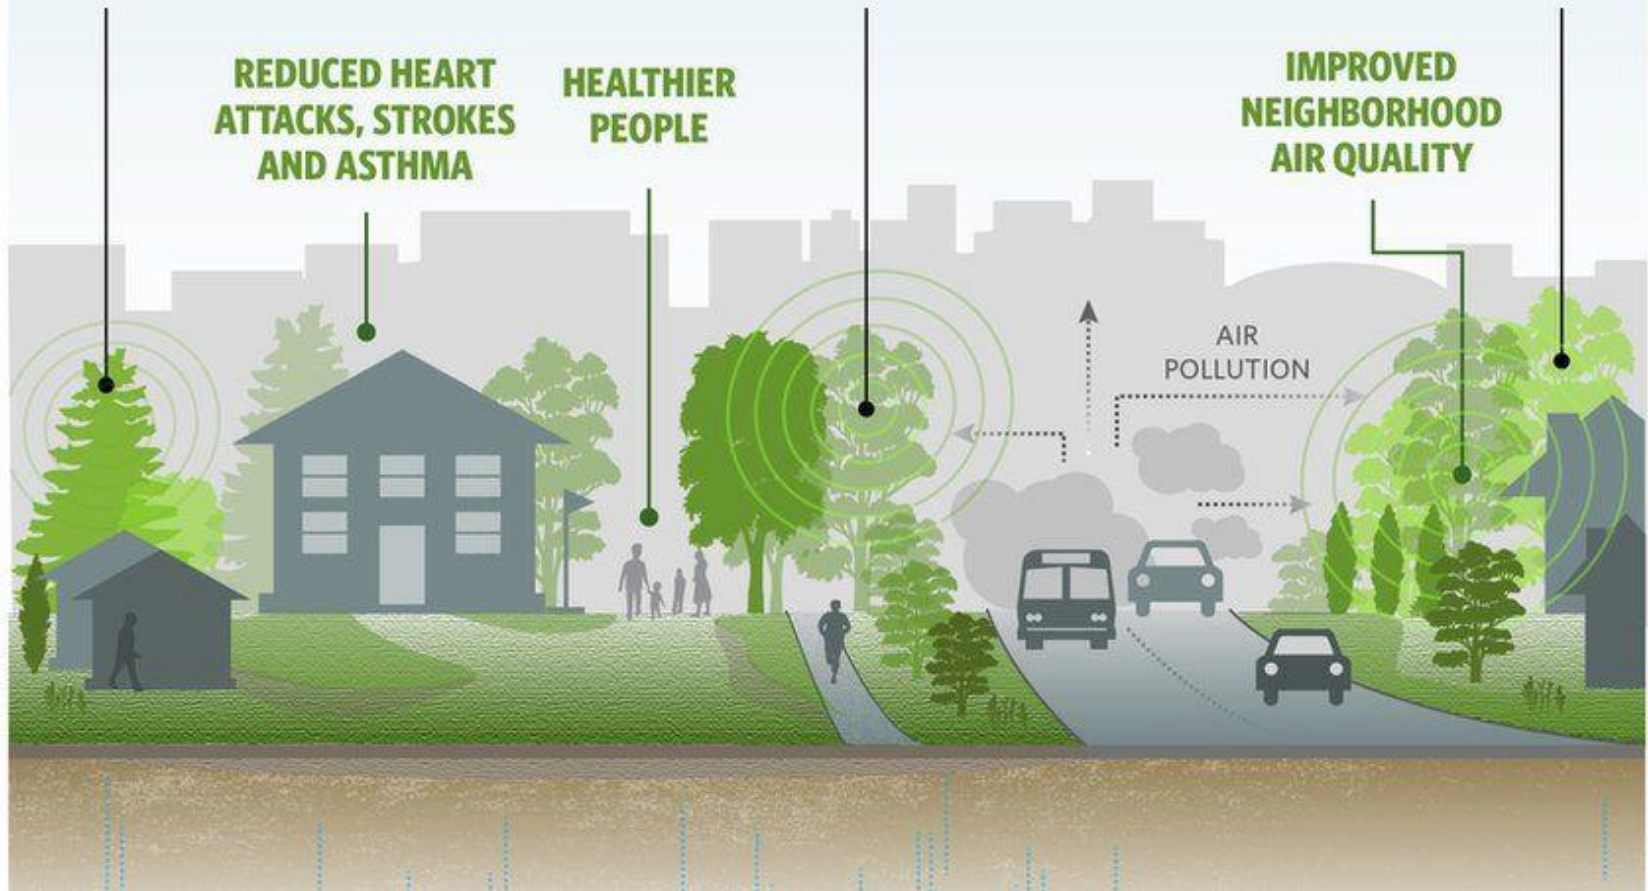 REDUCED HEART
ATTACKS, STROKES
AND ASTHMA
HEALTHIER
PEOPLE
IMPROVED
NEIGHBORHOOD
AIR QUALITY
AIR
POLLUTION